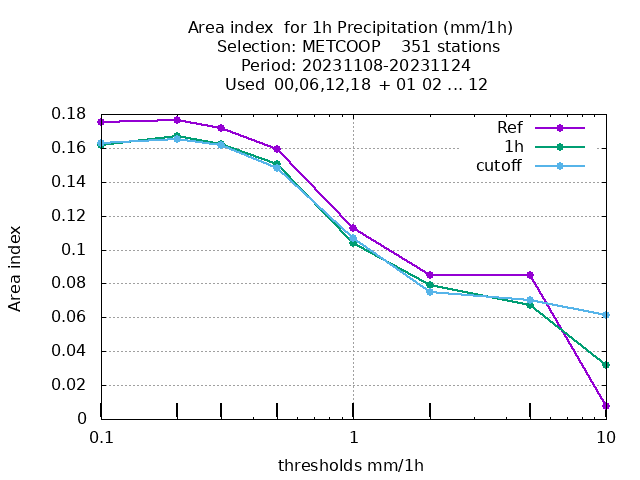 Area index  for 1h Precipitation (mm/1h)
Selection: METCOOP    351 stations
Period: 20231108-20231124
Used  00,06,12,18  + 01 02 ... 12
0.18
0.16
0.14
0.12
0.1
0.08
0.06
0.04
0.02
0
Area index
Ref
1h
cutoff
0.1 1 10
thresholds mm/1h